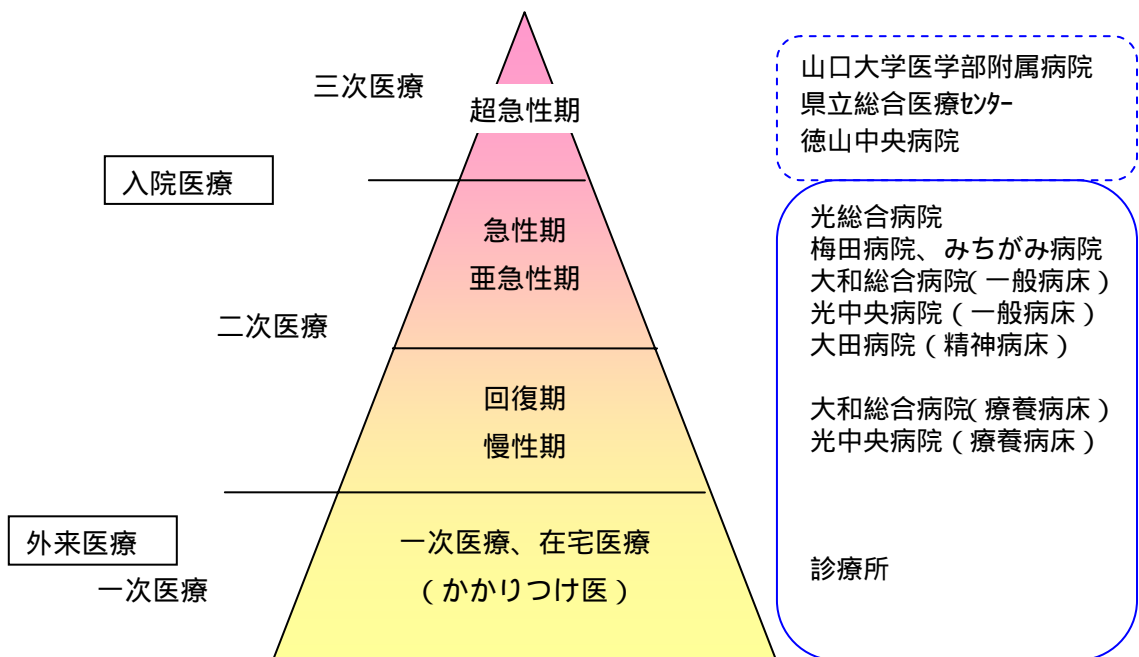 三次医療
超急性期
山口大学医学部附属病院
県立総合医療ｾﾝﾀｰ
徳山中央病院
入院医療
急性期
亜急性期
二次医療
光総合病院
梅田病院、みちがみ病院
大和総合病院(一般病床)
光中央病院(一般病床)
大田病院(精神病床)
回復期
慢性期
大和総合病院(療養病床)
光中央病院(療養病床)
外来医療
一次医療
一次医療、在宅医療
(かかりつけ医)
診療所